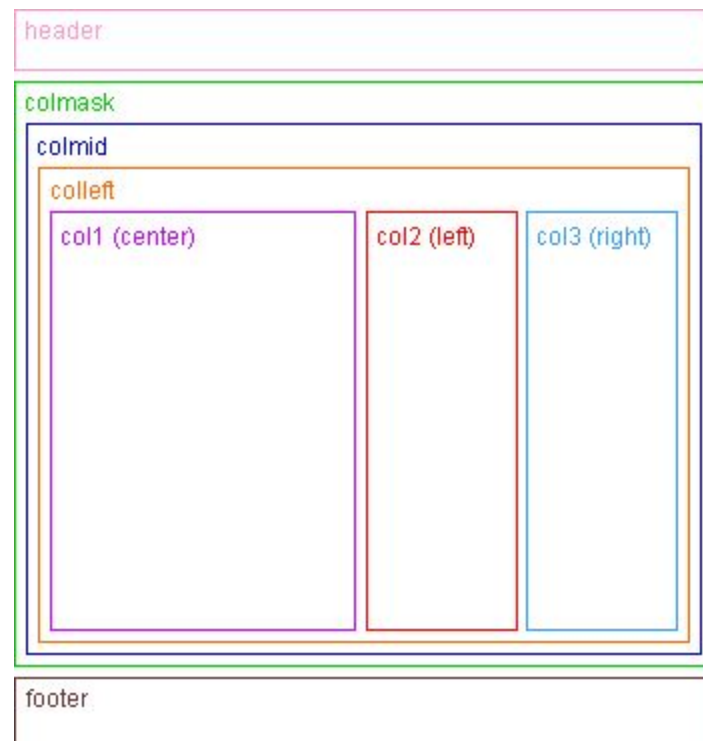 header
colmask
colmid
colleft
col1 (center)
col2 (left)
col3 (right)
footer